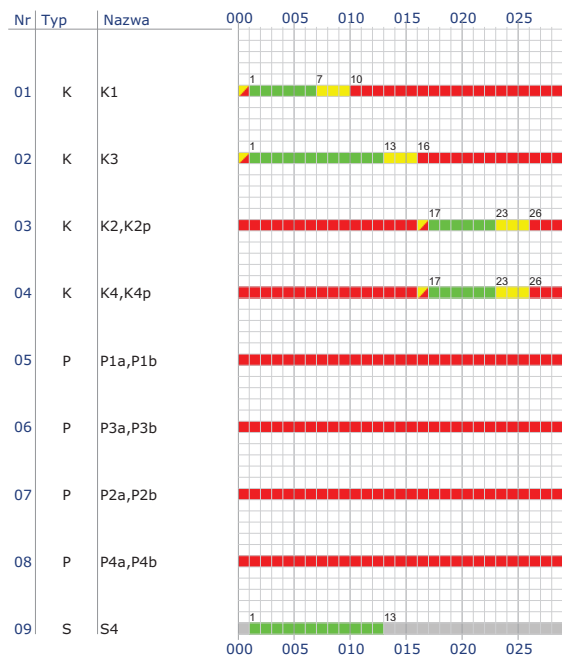 Nr Typ Nazwa 000 005 010 015 020 025
1 7 10
01 K K1
1 13 16
02 K K3
17 23 26
03 K K2,K2p
17 23 26
04 K K4,K4p
05 P P1a,P1b
06 P P3a,P3b
07 P P2a,P2b
08 P P4a,P4b
1 13
09 S S4
000 005 010 015 020 025